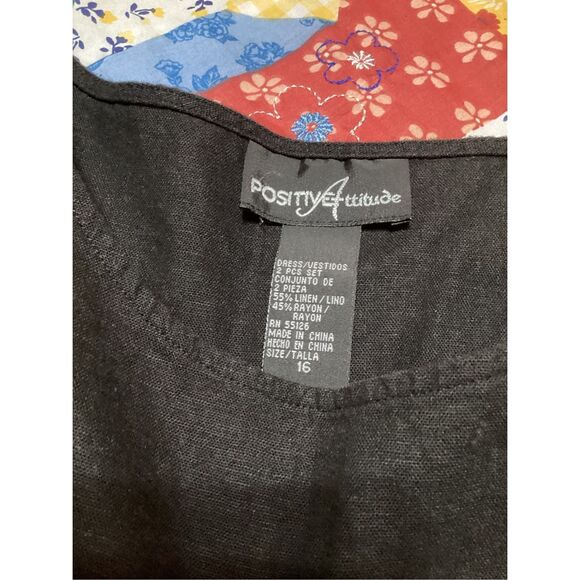 POSITIVE Attitude
DRESS/VESTIDOS
2 PCS SET
CONJUNTO DE
2 PIEZA
55% LINEN / LINO
45% RAYON /
RAYON
RN 55126
MADE IN CHINA
HECHO EN CHINA
SIZE/TALLA
16